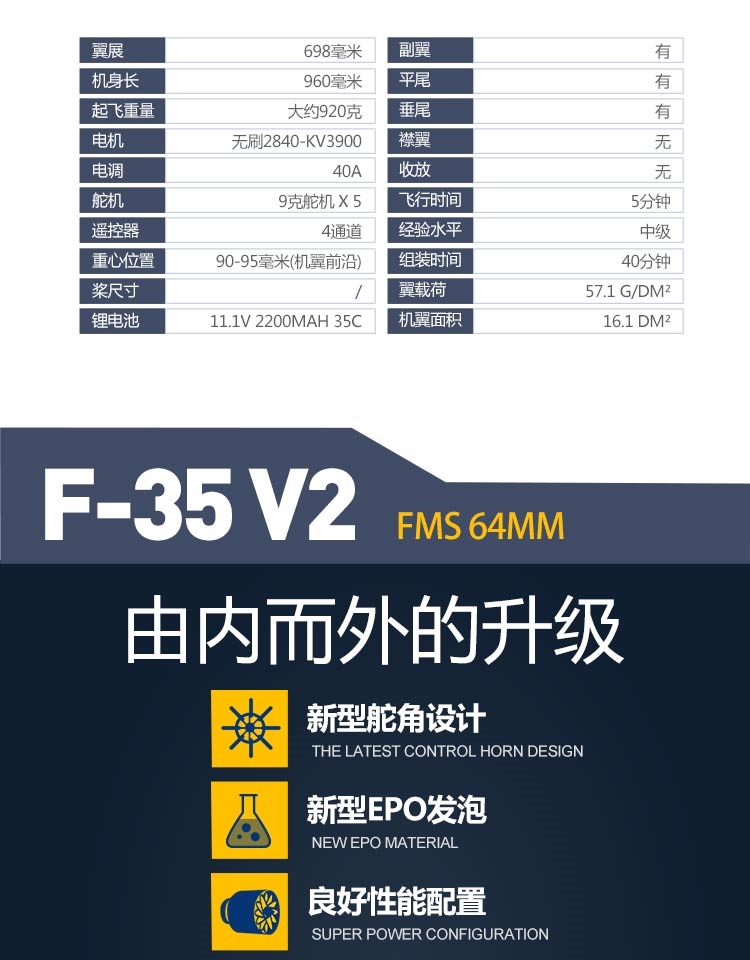 翼展 698毫米 副翼 有
机身长 960毫米 平尾 有
起飞重量 大约920克 垂尾 有
电机 无刷2840-KV3900 襟翼 无
电调 40A 收放 无
舵机 9克舵机 X 5 飞行时间 5分钟
遥控器 4通道 经验水平 中级
重心位置 90-95毫米(机翼前沿) 组装时间 40分钟
桨尺寸 / 翼载荷 57.1 G/DM²
锂电池 11.1V 2200MAH 35C 机翼面积 16.1 DM²
F-35 V2 FMS 64MM
由内而外的升级
新型舵角设计
THE LATEST CONTROL HORN DESIGN
新型EPO发泡
NEW EPO MATERIAL
良好性能配置
SUPER POWER CONFIGURATION